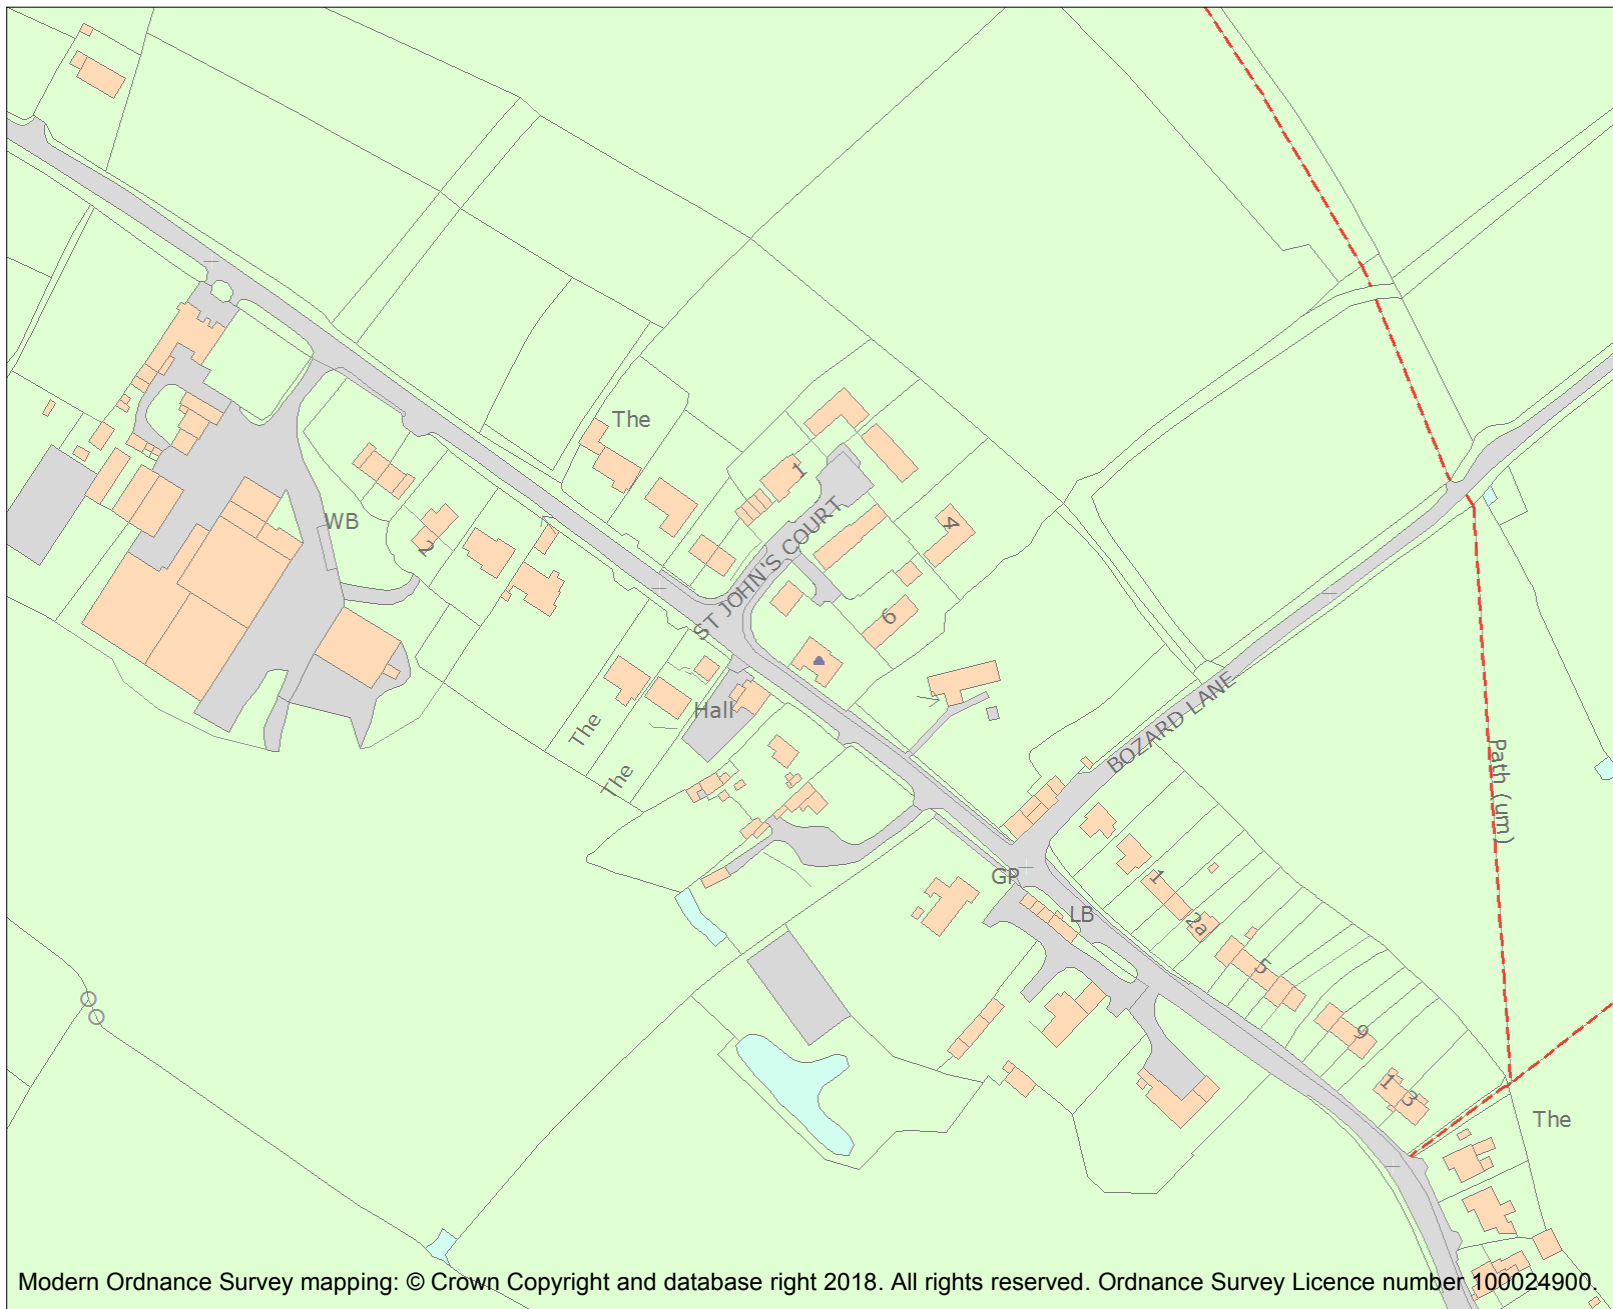 The
1
WB
2
4
ST JOHN'S COURT
6
BOZARD LANE
Hall
The
The
Path (um)
GP
1
LB
2a
5
9
1 3
The
Modern Ordnance Survey mapping: © Crown Copyright and database right 2018. All rights reserved. Ordnance Survey Licence number 100024900.